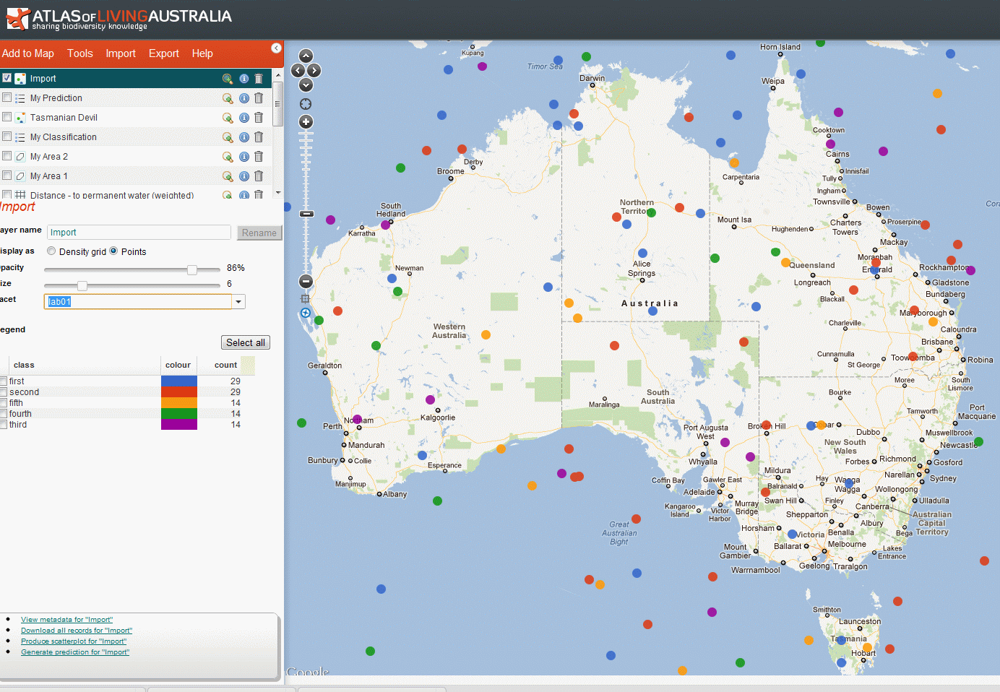 ATLAS OF LIVING AUSTRALIA
sharing biodiversity knowledge
Add to Map Tools Import Export Help
Import
My Prediction
Tasmanian Devil
My Classification
My Area 2
My Area 1
Distance - to permanent water (weighted)
Import
ayer name Import Rename
isplay as Density grid Points
pacity 86%
ize 6
acet lab01
egend
Select all
class colour count
first 29
second 29
fifth 14
fourth 14
third 14
View metadata for "Import"
Download all records for "Import"
Produce scatterplot for "Import"
Generate prediction for "Import"
Kupang
Timor Sea
Horn Island
Darwin
Weipa
Cooktown
Cairns
Derby
Broome
Innisfail
Carpentaria
Tully
Ingham
Townsville
Northern
Territory
South
Hedland
Bowen
Mount Isa
Charters
Towers
Proserpine
Karratha
Hughenden
Mackay
Moranbah
Newman
Alice
Springs
Queensland
Emerald
Rockhampton
Longreach
Gladstone
Blackall
Bundaberg
Australia
Maryborough
Western
Australia
Charleville
Caloundra
Brisbane
Cunnamulla
St George
Toowoomba
Robina
Geraldton
Moree
South
Lismore
South
Australia
Bourke
Maralinga
Kalgoorlie
Tamworth
Port
Macquarie
Northam
Perth
Port Augusta
West
Broken Hill
Cobar
Dubbo
Muswellbrook
Mandurah
New South
Wales
Newcastle
Bunbury
Collie
Esperance
Whyalla
Forbes
Richmond
Gosford
Manjimup
Mildura
Narellan
Sydney
Coffin Bay
Gawler East
Balranald
Hay
Wagga
Wagga
Albany
Adelaide
Swan Hill
Finley
Wollongong
Kangaroo
Island
Victor
Harbor
Murray
Bridge
Canberra
Ulladulla
Shepparton
Albury
Australian
Capital
Territory
Great
Australian
Bight
Horsham
Victoria
Benalla
Bega
Mount
Gambier
Ballarat
Melbourne
Lakes
Entrance
Warrnambool
Geelong
Traralgon
Smithton
Launceston
Tasmania
Hobart
Google